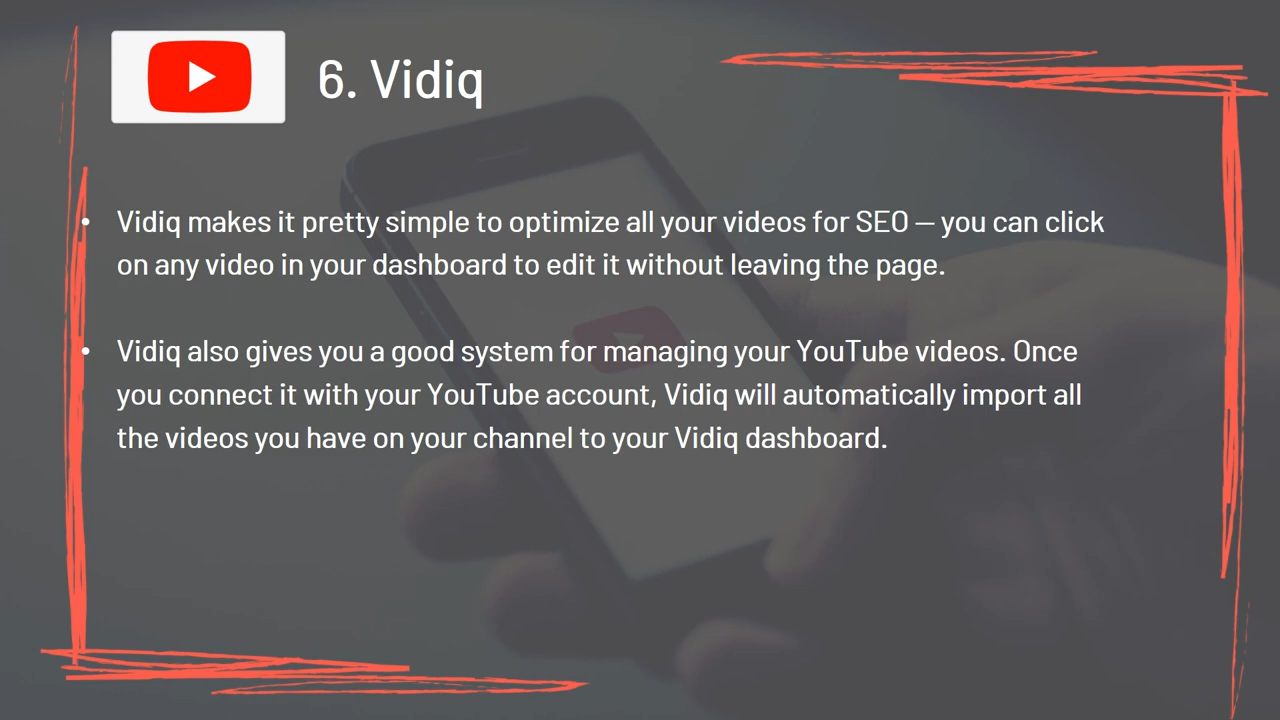 6. Vidiq
• Vidiq makes it pretty simple to optimize all your videos for SEO – you can click
on any video in your dashboard to edit it without leaving the page.
• Vidiq also gives you a good system for managing your YouTube videos. Once
you connect it with your YouTube account, Vidiq will automatically import all
the videos you have on your channel to your Vidiq dashboard.